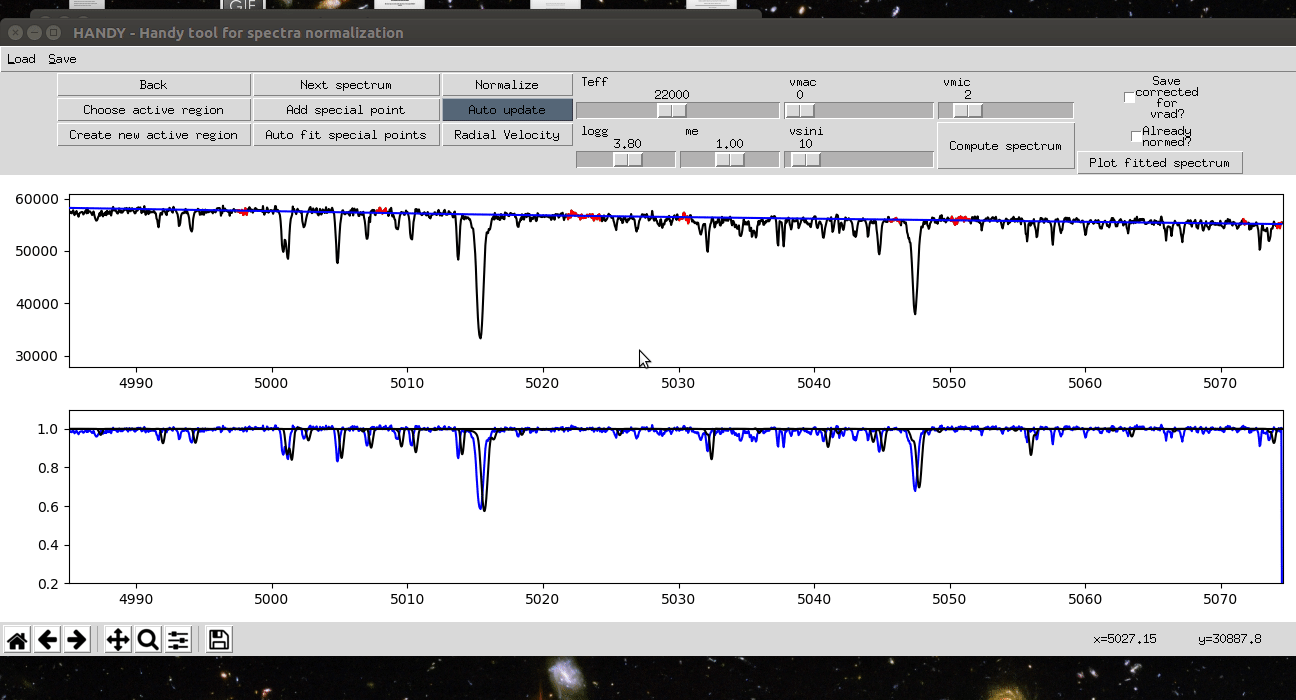 GIF
HANDY - Handy tool for spectra normalization
Load Save
Back Next spectrum Normalize
Choose active region Add special point Auto update
Create new active region Auto fit special points Radial Velocity
Teff
22000
vmac
0
vmic
2
logg
3.80
me
1.00
vsini
10
Compute spectrum
Save
corrected
for
vrad?
Already
normed?
Plot fitted spectrum
60000
50000
40000
30000
4990 5000 5010 5020 5030 5040 5050 5060 5070
1.0
0.8
0.6
0.4
0.2
4990 5000 5010 5020 5030 5040 5050 5060 5070
x=5027.15 y=30887.8